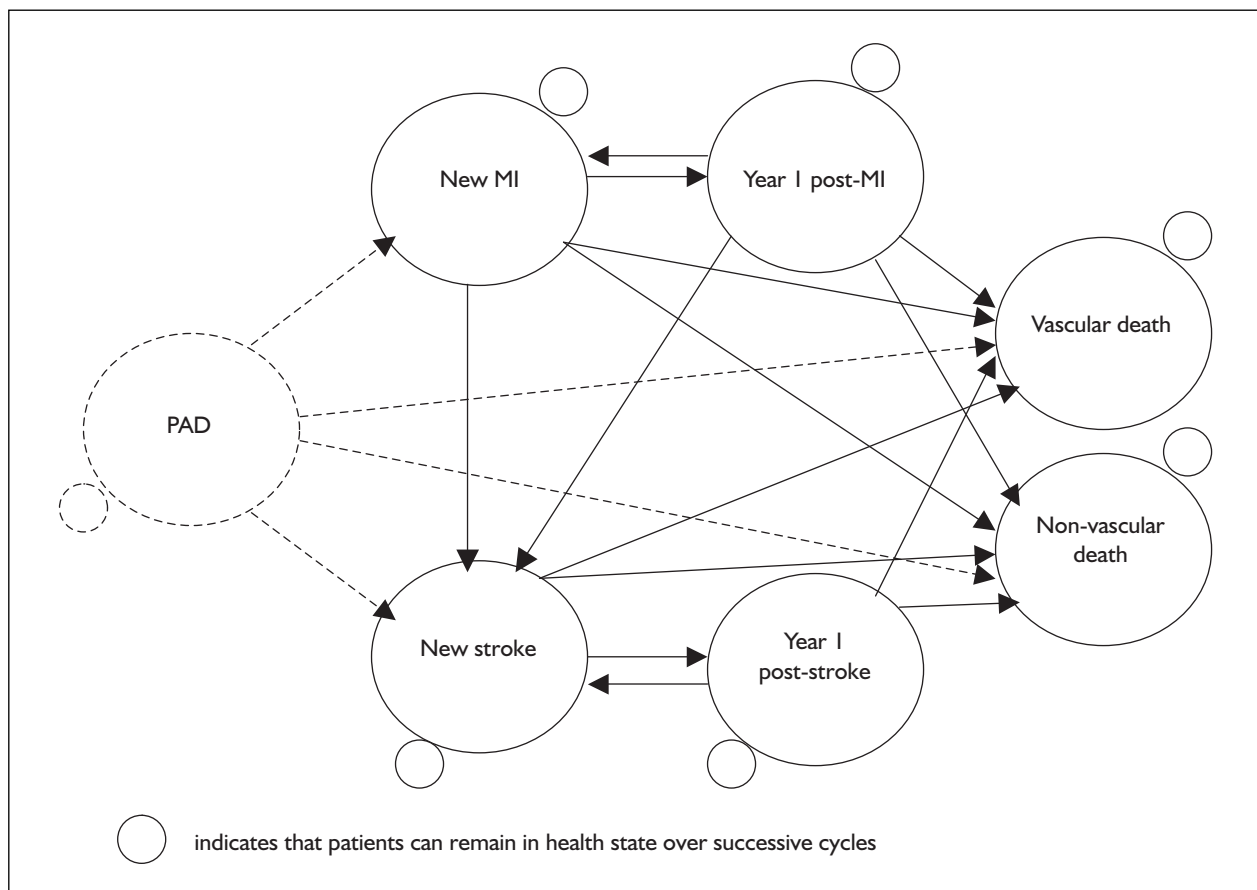 New MI
Year 1 post-MI
Vascular death
PAD
Non-vascular
death
New stroke
Year 1
post-stroke
indicates that patients can remain in health state over successive cycles